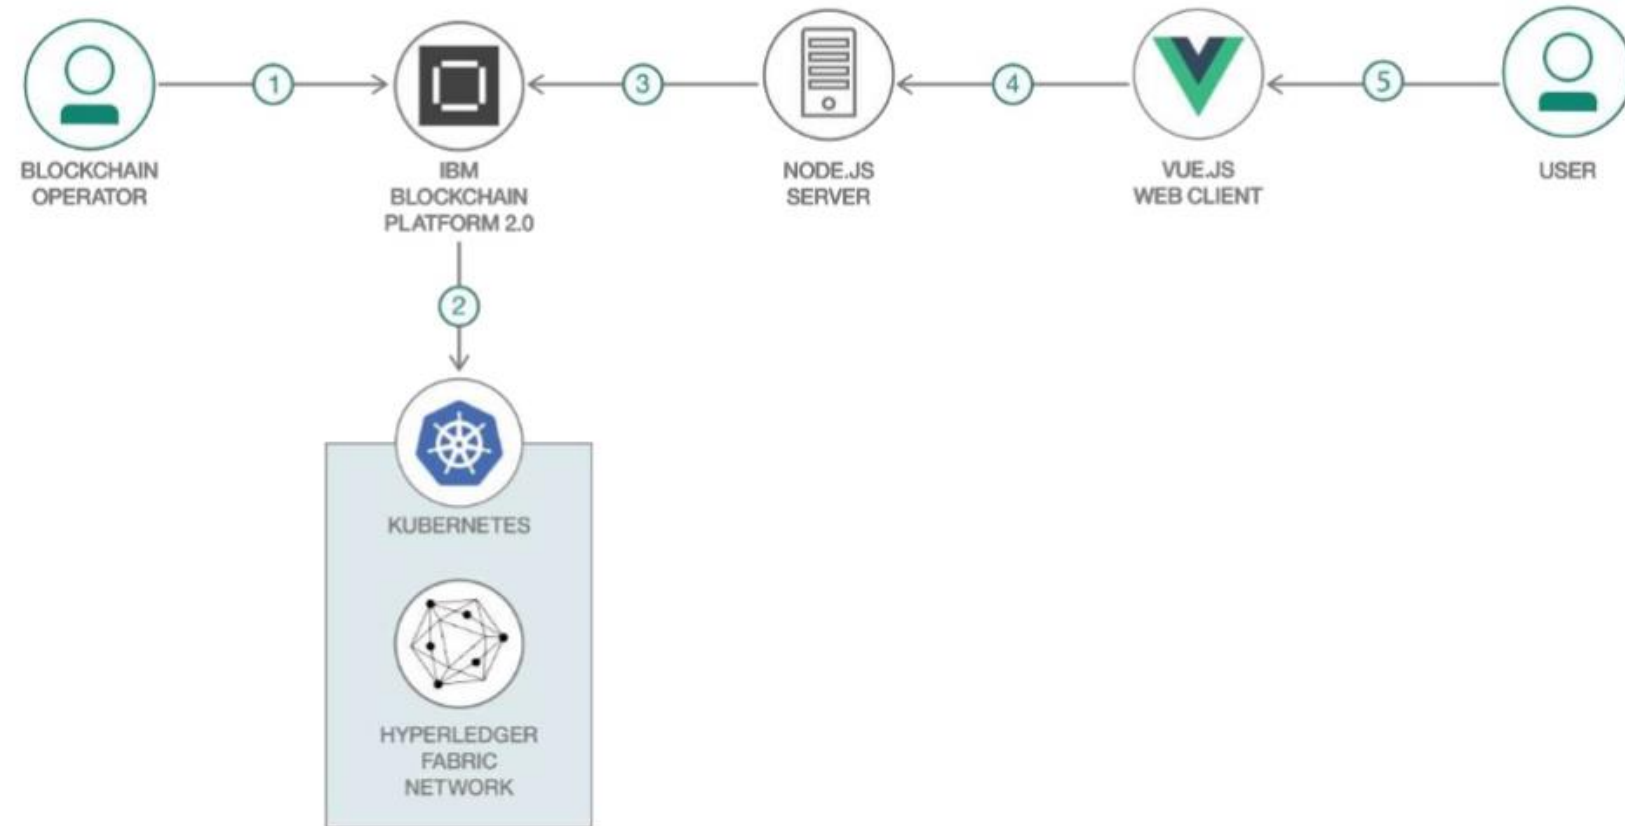 1
3
4
5
BLOCKCHAIN
OPERATOR
IBM
BLOCKCHAIN
PLATFORM 2.0
NODE.JS
SERVER
VUE.JS
WEB CLIENT
USER
2
KUBERNETES
HYPERLEDGER
FABRIC
NETWORK